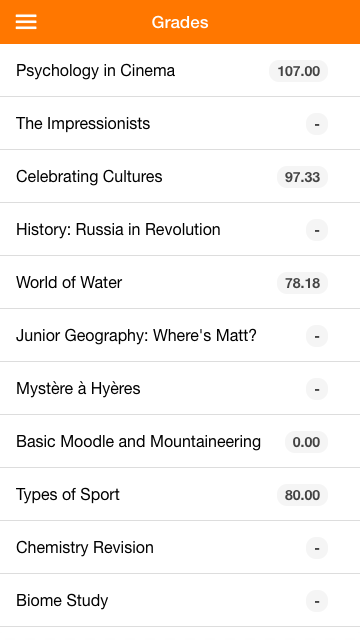 Grades
Psychology in Cinema 107.00
The Impressionists -
Celebrating Cultures 97.33
History: Russia in Revolution -
World of Water 78.18
Junior Geography: Where's Matt? -
Mystère à Hyères -
Basic Moodle and Mountaineering 0.00
Types of Sport 80.00
Chemistry Revision -
Biome Study -